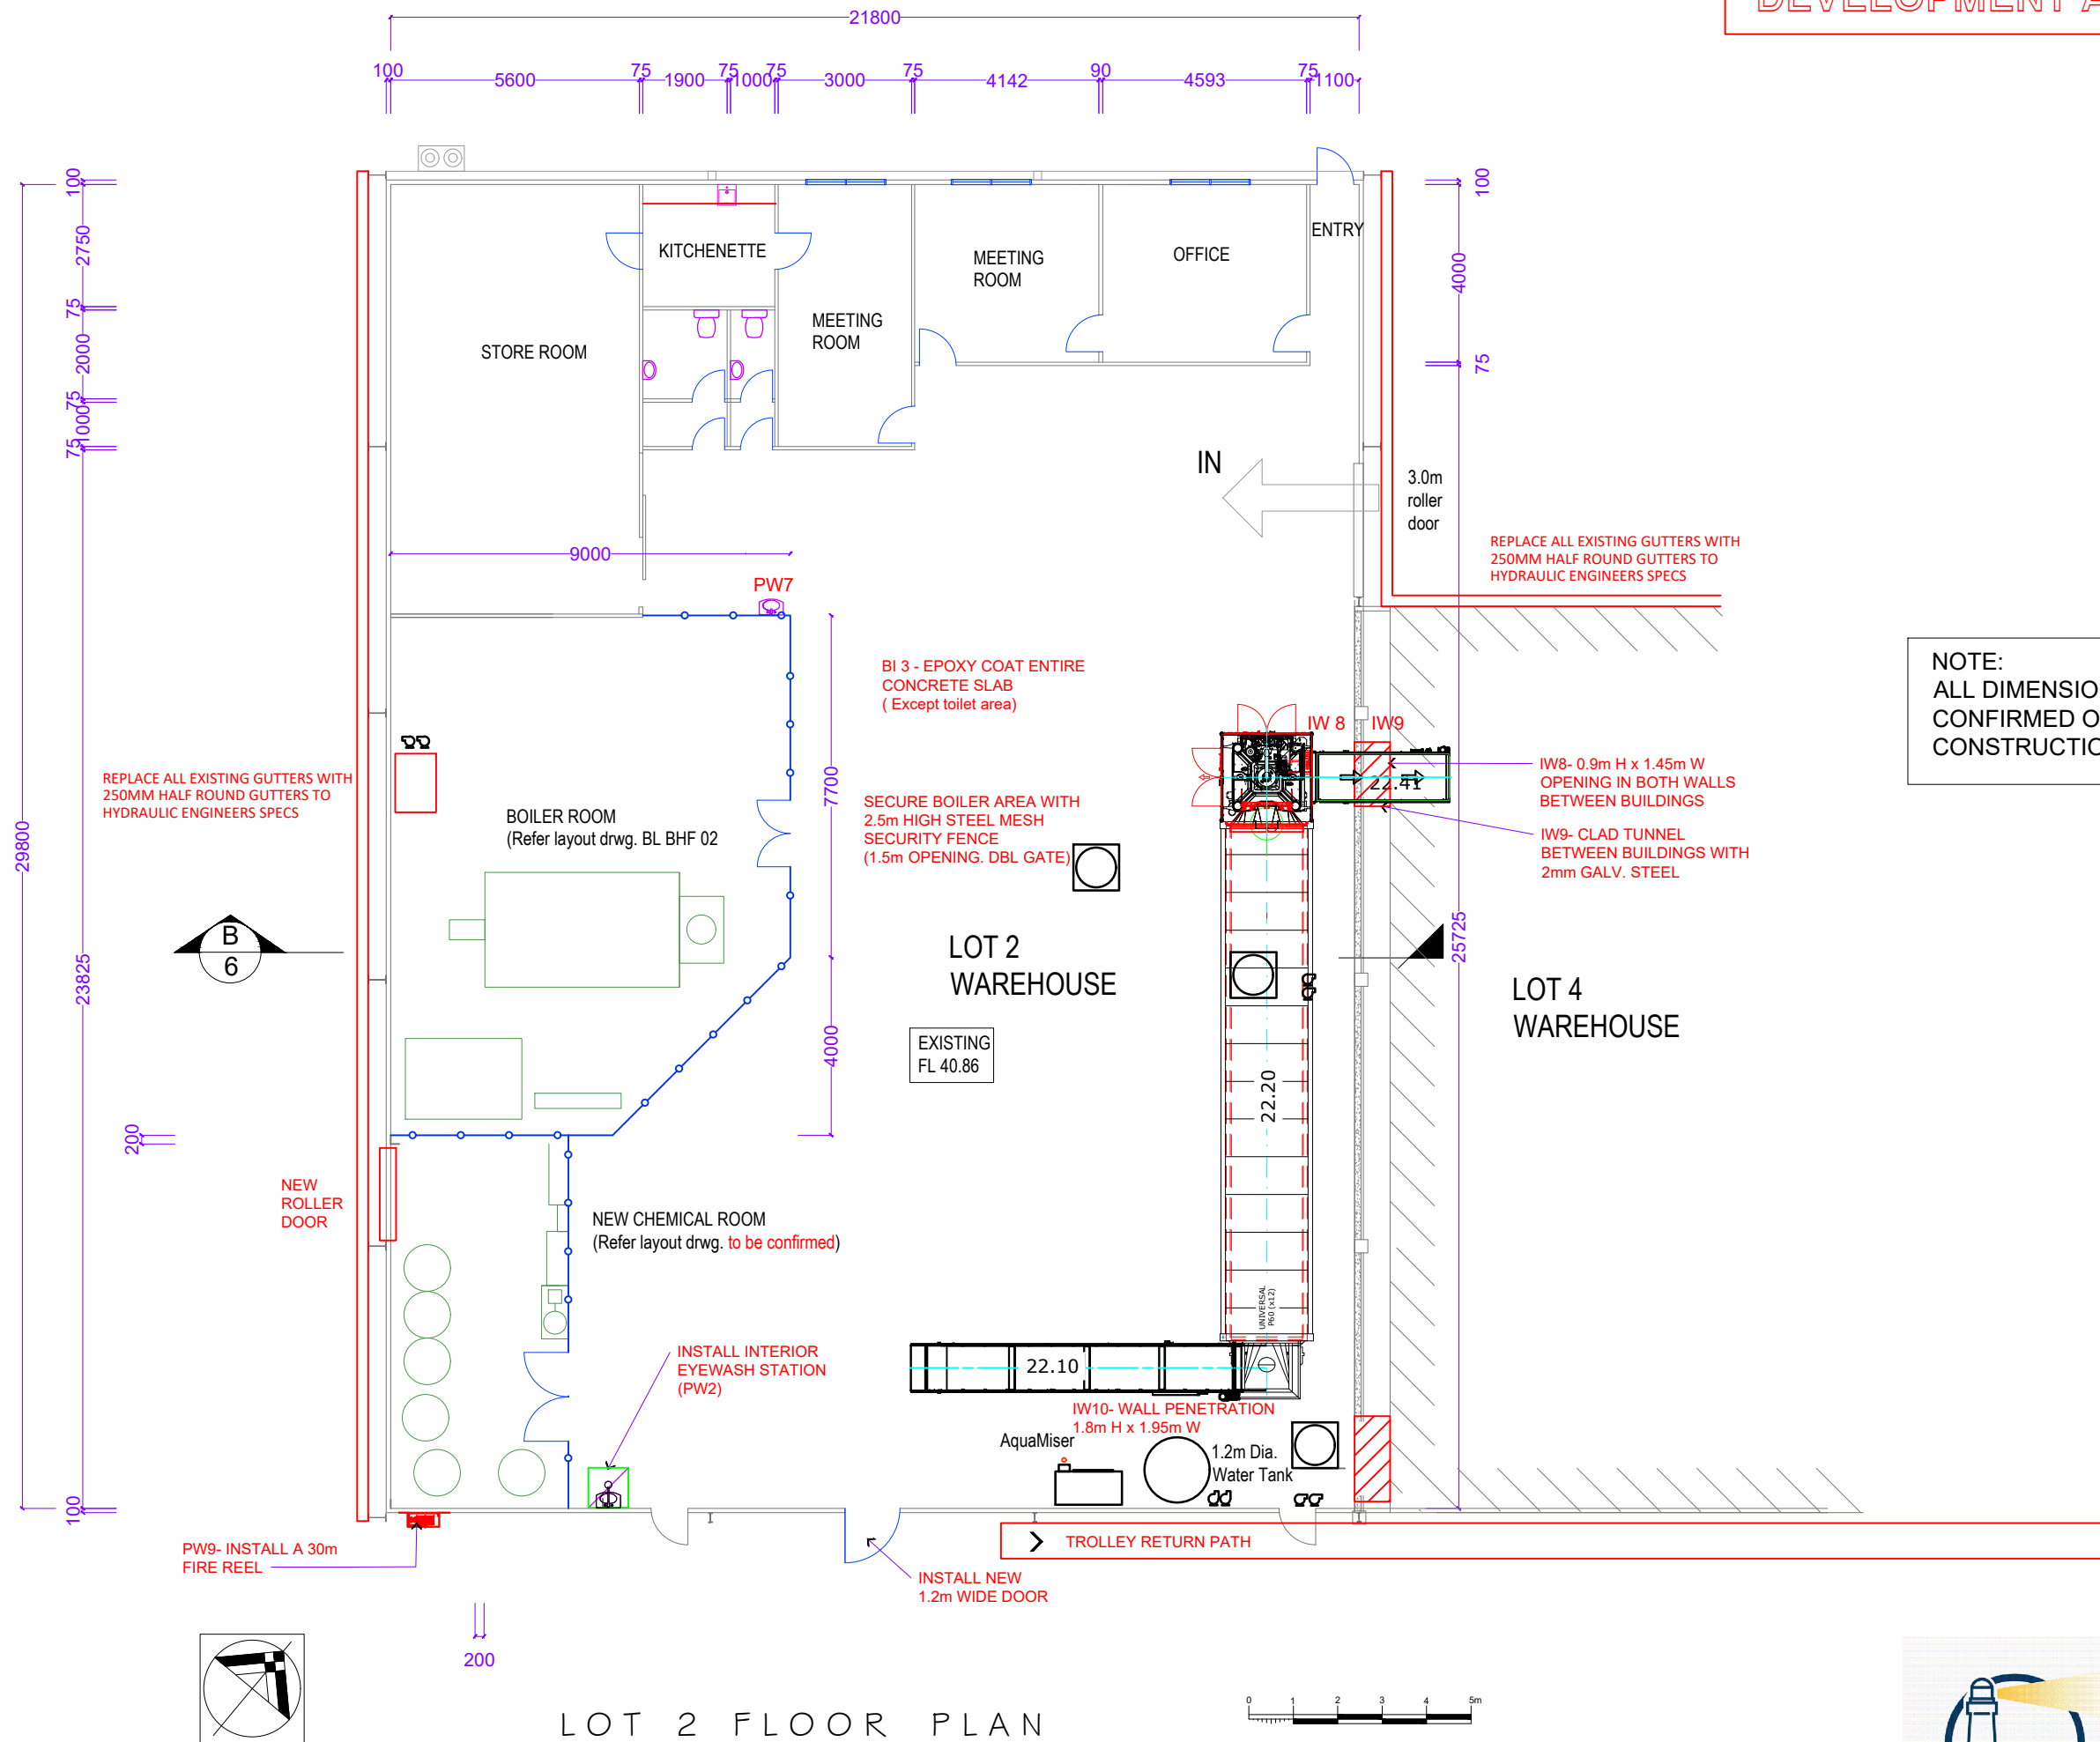 DEVELOPMENT A
21800
100
5600
75
1900
75
1000
75
3000
75
4142
90
4593
75
1100
100
2750
75
2000
75
1000
75
29800
23825
200
100
100
4000
75
25725
KITCHENETTE
STORE ROOM
MEETING
ROOM
MEETING
ROOM
OFFICE
ENTRY
IN
3.0m
roller
door
REPLACE ALL EXISTING GUTTERS WITH
250MM HALF ROUND GUTTERS TO
HYDRAULIC ENGINEERS SPECS
9000
PW7
BI 3 - EPOXY COAT ENTIRE
CONCRETE SLAB
( Except toilet area)
NOTE:
ALL DIMENSIO
CONFIRMED O
CONSTRUCTIO
IW 8
IW9
22.41
IW8- 0.9m H x 1.45m W
OPENING IN BOTH WALLS
BETWEEN BUILDINGS
IW9- CLAD TUNNEL
BETWEEN BUILDINGS WITH
2mm GALV. STEEL
REPLACE ALL EXISTING GUTTERS WITH
250MM HALF ROUND GUTTERS TO
HYDRAULIC ENGINEERS SPECS
7700
BOILER ROOM
(Refer layout drwg. BL BHF 02
SECURE BOILER AREA WITH
2.5m HIGH STEEL MESH
SECURITY FENCE
(1.5m OPENING. DBL GATE)
B
6
LOT 2
WAREHOUSE
LOT 4
WAREHOUSE
EXISTING
FL 40.86
4000
22.20
NEW
ROLLER
DOOR
NEW CHEMICAL ROOM
(Refer layout drwg. to be confirmed)
UNIVERSAL
P60 (x12)
INSTALL INTERIOR
EYEWASH STATION
(PW2)
22.10
IW10- WALL PENETRATION
1.8m H x 1.95m W
AquaMiser
1.2m Dia.
Water Tank
PW9- INSTALL A 30m
FIRE REEL
TROLLEY RETURN PATH
INSTALL NEW
1.2m WIDE DOOR
200
LOT 2 FLOOR PLAN
0 1 2 3 4 5m